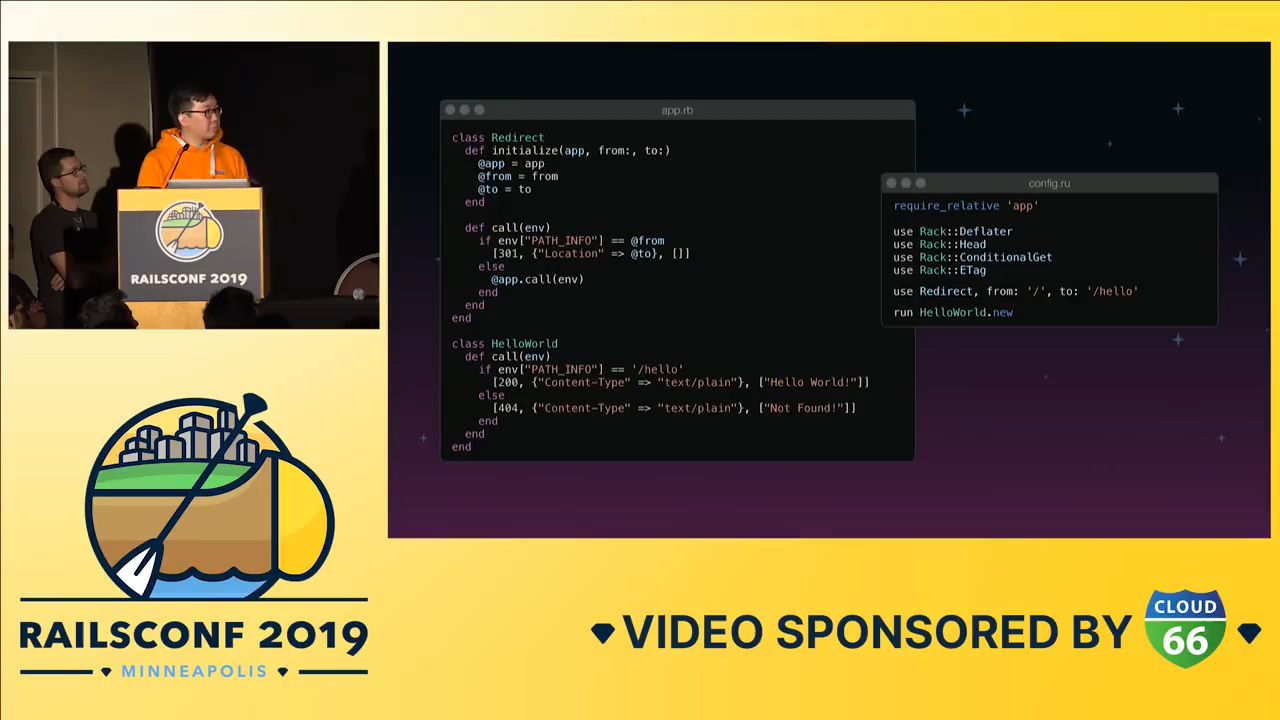 RAILSCONF 2019
app.rb
class Redirect
  def initialize(app, from:, to:)
    @app = app
    @from = from
    @to = to
  end

  def call(env)
    if env["PATH_INFO"] == @from
      [301, {"Location" => @to}, []]
    else
      @app.call(env)
    end
  end
end

class HelloWorld
  def call(env)
    if env["PATH_INFO"] == '/hello'
      [200, {"Content-Type" => "text/plain"}, ["Hello World!"]]
    else
      [404, {"Content-Type" => "text/plain"}, ["Not Found!"]]
    end
  end
end
config.ru
require_relative 'app'

use Rack::Deflater
use Rack::Head
use Rack::ConditionalGet
use Rack::ETag

use Redirect, from: '/', to: '/hello'

run HelloWorld.new
RAILSCONF 2019
MINNEAPOLIS
VIDEO SPONSORED BY
CLOUD
66